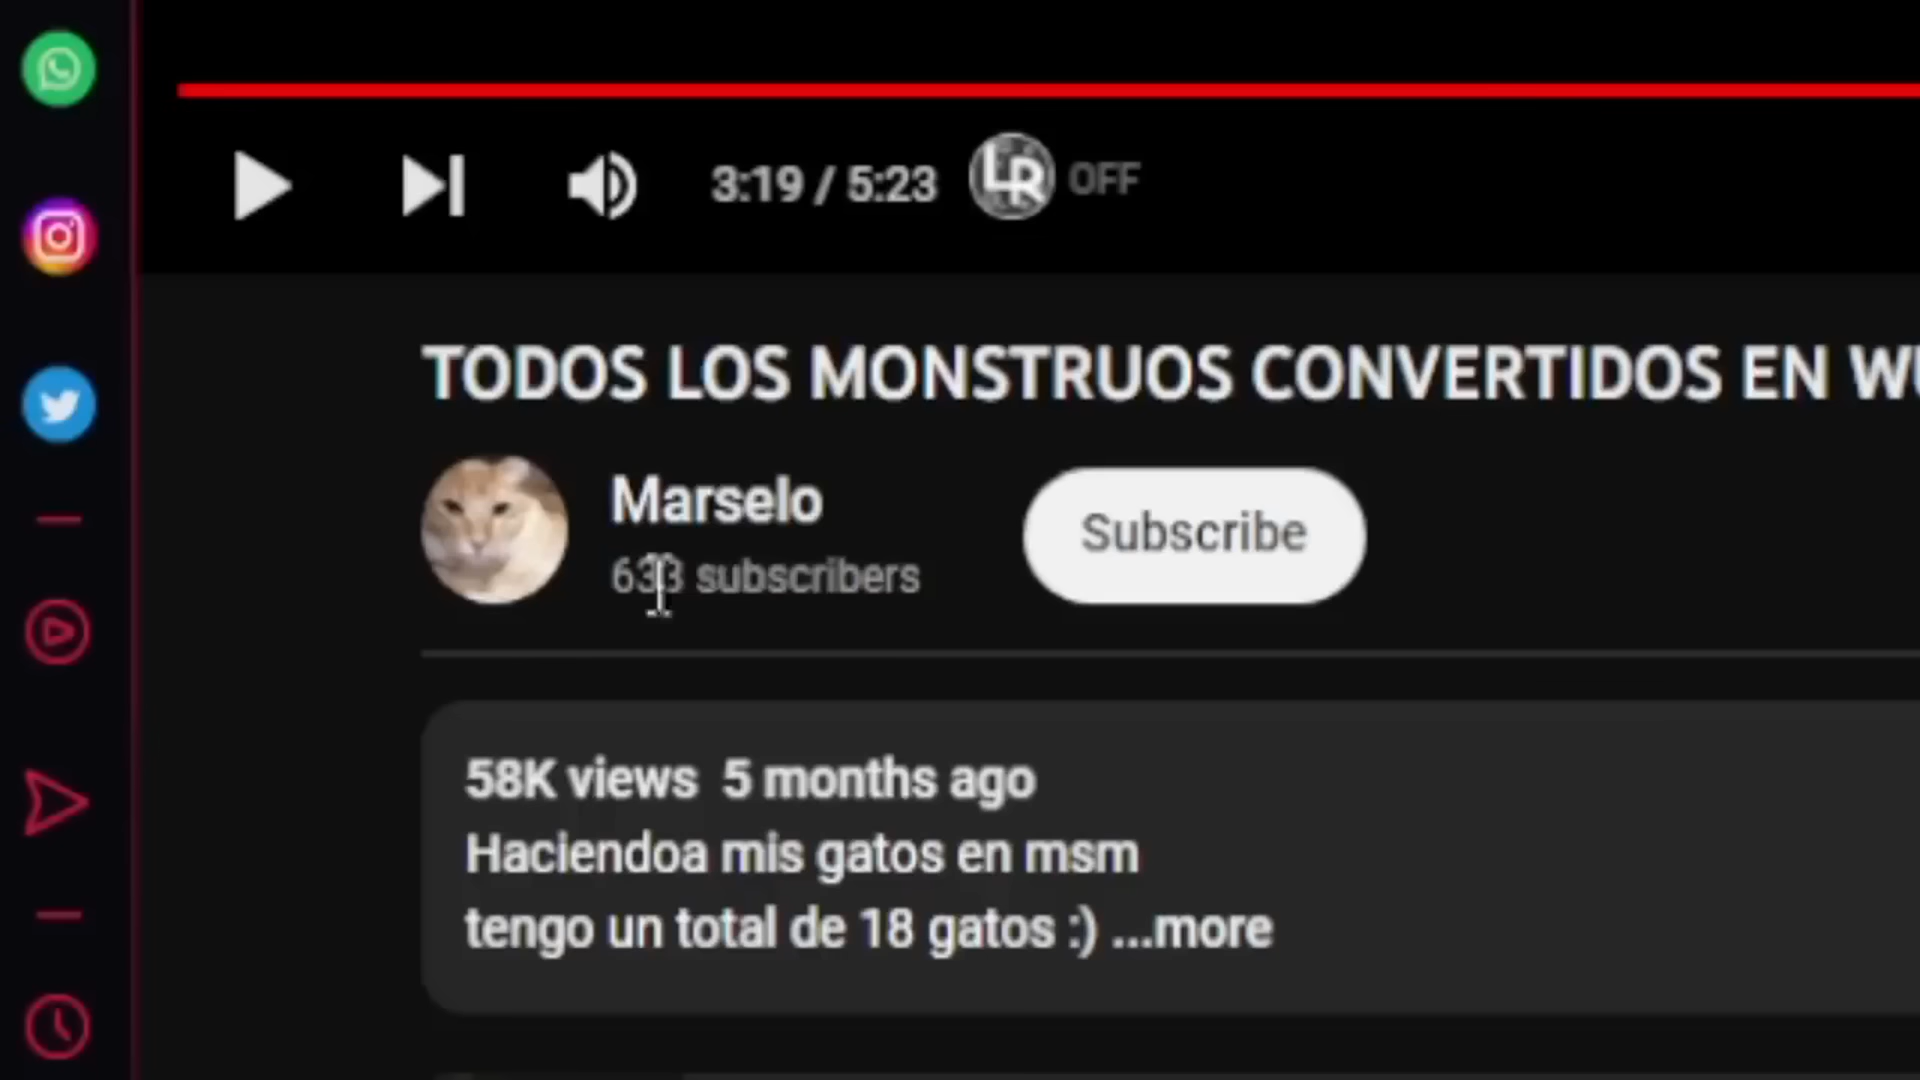 3:19 / 5:23
LR OFF
TODOS LOS MONSTRUOS CONVERTIDOS EN
Marselo
Subscribe
633 subscribers
58K views 5 months ago
Haciendoa mis gatos en msm
tengo un total de 18 gatos :) ...more